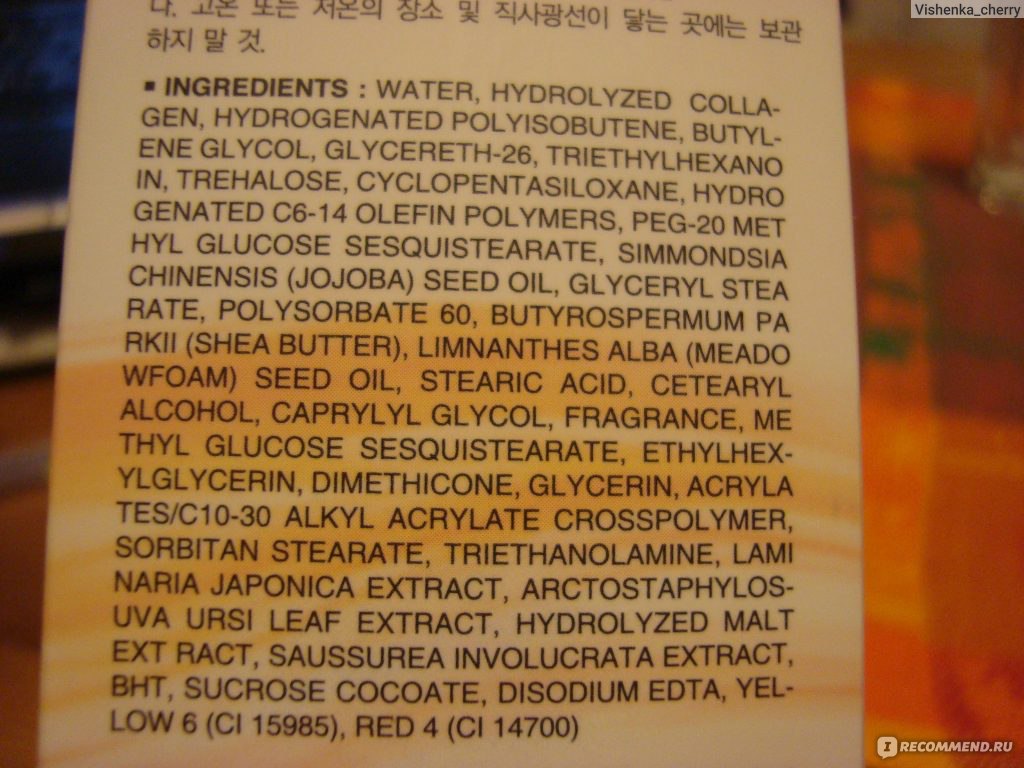 Vishenka_cherry
나. 고온 또는 저온의 장소 및 직사광선이 닿는 곳에는 보관
하지 말 것.
▪ INGREDIENTS : WATER, HYDROLYZED COLLA-
GEN, HYDROGENATED POLYISOBUTENE, BUTYL-
ENE GLYCOL, GLYCERETH-26, TRIETHYLHEXANO
IN, TREHALOSE, CYCLOPENTASILOXANE, HYDRO
GENATED C6-14 OLEFIN POLYMERS, PEG-20 MET
HYL GLUCOSE SESQUISTEARATE, SIMMONDSIA
CHINENSIS (JOJOBA) SEED OIL, GLYCERYL STEA
RATE, POLYSORBATE 60, BUTYROSPERMUM PA
RKII (SHEA BUTTER), LIMNANTHES ALBA (MEADO
WFOAM) SEED OIL, STEARIC ACID, CETEARYL
ALCOHOL, CAPRYLYL GLYCOL, FRAGRANCE, ME
THYL GLUCOSE SESQUISTEARATE, ETHYLHEX-
YLGLYCERIN, DIMETHICONE, GLYCERIN, ACRYLA
TES/C10-30 ALKYL ACRYLATE CROSSPOLYMER,
SORBITAN STEARATE, TRIETHANOLAMINE, LAMI
NARIA JAPONICA EXTRACT, ARCTOSTAPHYLOS-
UVA URSI LEAF EXTRACT, HYDROLYZED MALT
EXT RACT, SAUSSUREA INVOLUCRATA EXTRACT,
BHT, SUCROSE COCOATE, DISODIUM EDTA, YEL-
LOW 6 (CI 15985), RED 4 (CI 14700)
IRECOMMEND.RU